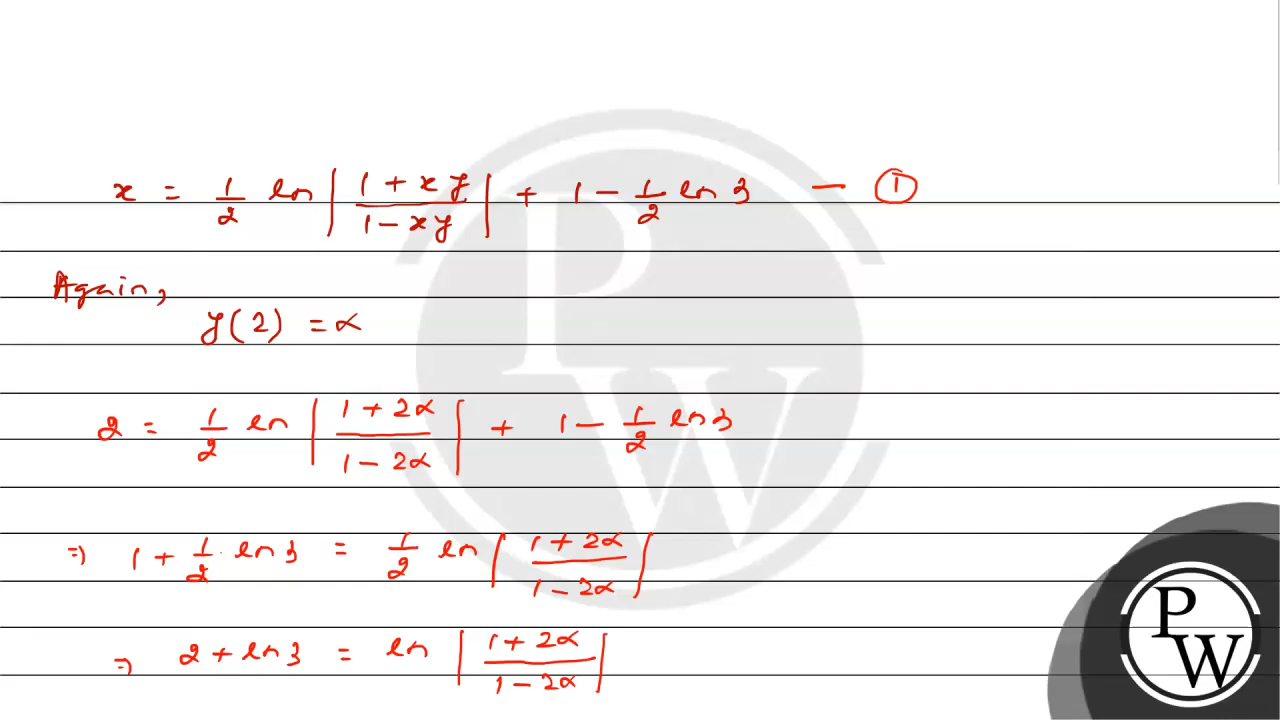 x = 1/2 ln |(1 + xy)/(1 - xy)| + 1 - 1/2 ln 3 — ①
Again,
y(2) = α
2 = 1/2 ln |(1 + 2α)/(1 - 2α)| + 1 - 1/2 ln 3
⇒ 1 + 1/2 · ln 3 = 1/2 ln |(1 + 2α)/(1 - 2α)|
⇒ 2 + ln 3 = ln |(1 + 2α)/(1 - 2α)|
P
W
P
W